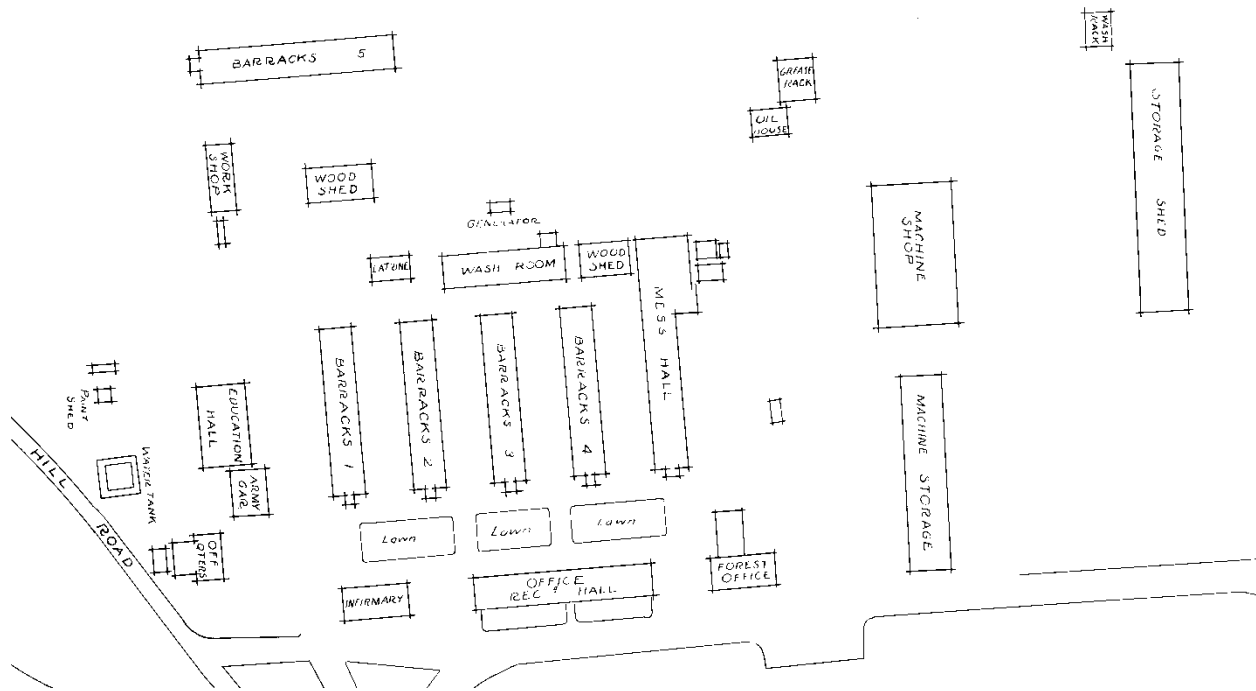 WASH
RACK
BARRACKS 5
GREASE
RACK
OIL
HOUSE
STORAGE SHED
WORK
SHOP
WOOD
SHED
GENERATOR
LATRINE
WASH ROOM
WOOD
SHED
MESS HALL
MACHINE
SHOP
PAINT
SHED
EDUCATION
HALL
BARRACKS 1
BARRACKS 2
BARRACKS 3
BARRACKS 4
MACHINE STORAGE
HILL ROAD
WATER TANK
ARMY
GAR
Lawn
Lawn
Lawn
OFF
QTERS
FOREST
OFFICE
INFIRMARY
OFFICE
REC & HALL